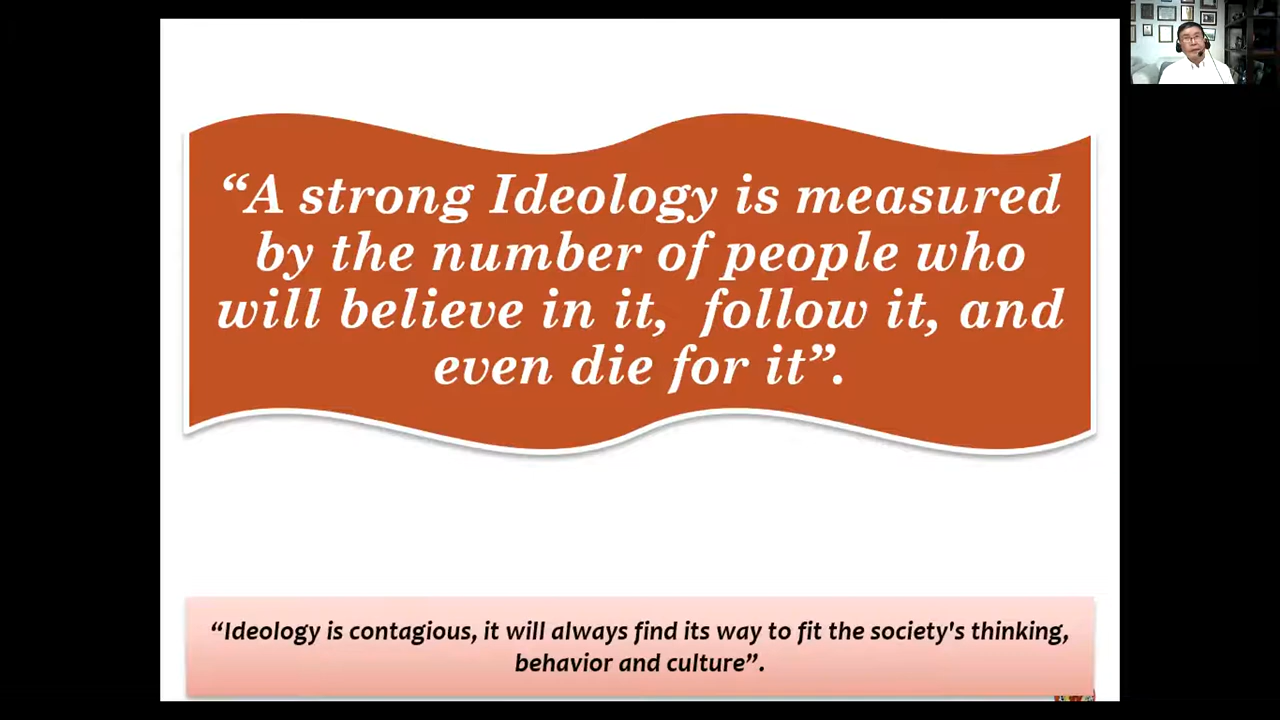 “A strong Ideology is measured
by the number of people who
will believe in it,  follow it, and
even die for it”.
“Ideology is contagious, it will always find its way to fit the society's thinking,
behavior and culture”.